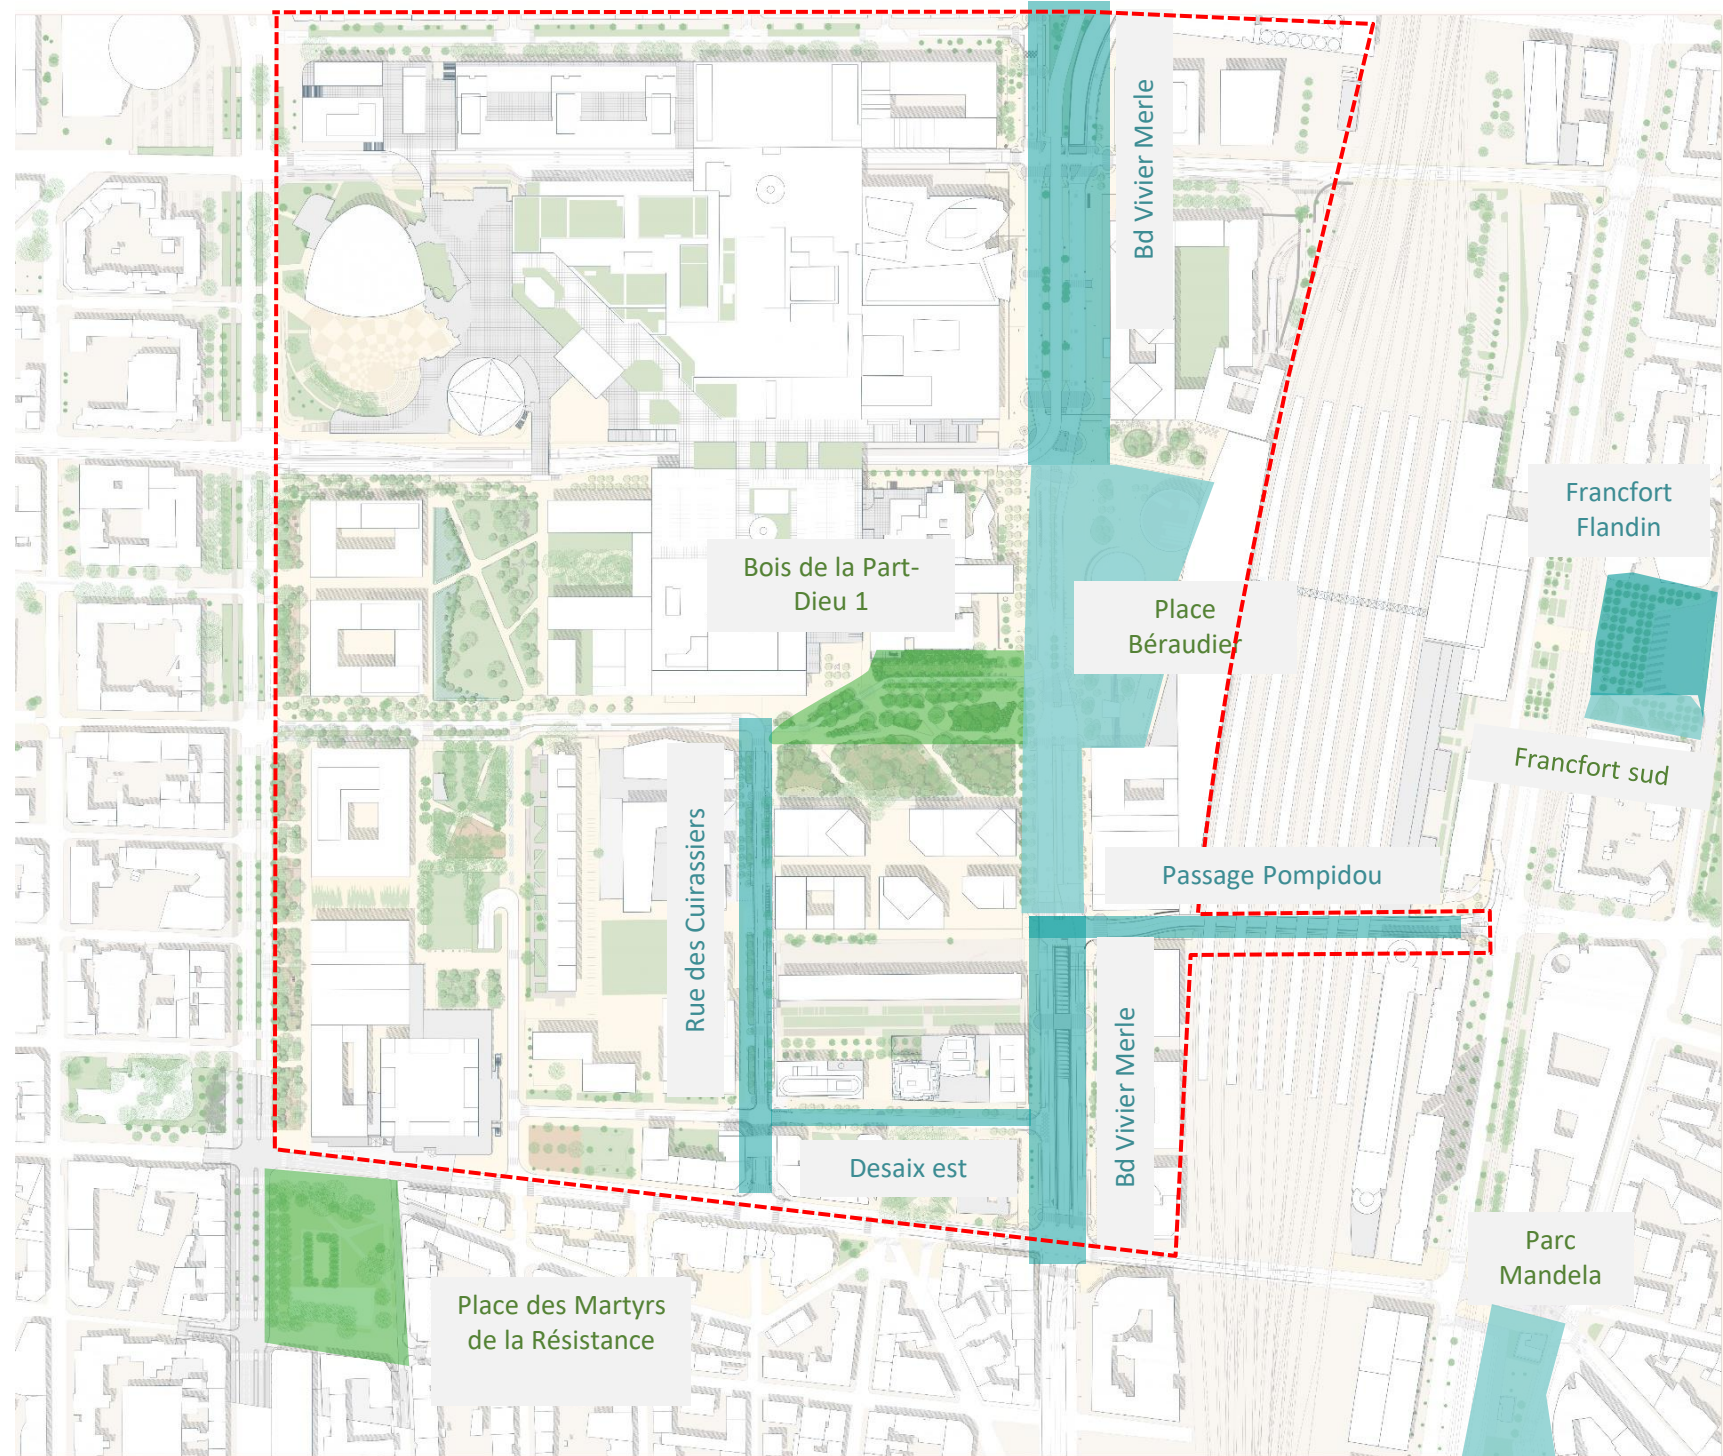 Bd Vivier Merle
Francfort
Flandin
Bois de la Part-
Dieu 1
Place
Béraudier
Francfort sud
Rue des Cuirassiers
Passage Pompidou
Bd Vivier Merle
Desaix est
Parc
Mandela
Place des Martyrs
de la Résistance